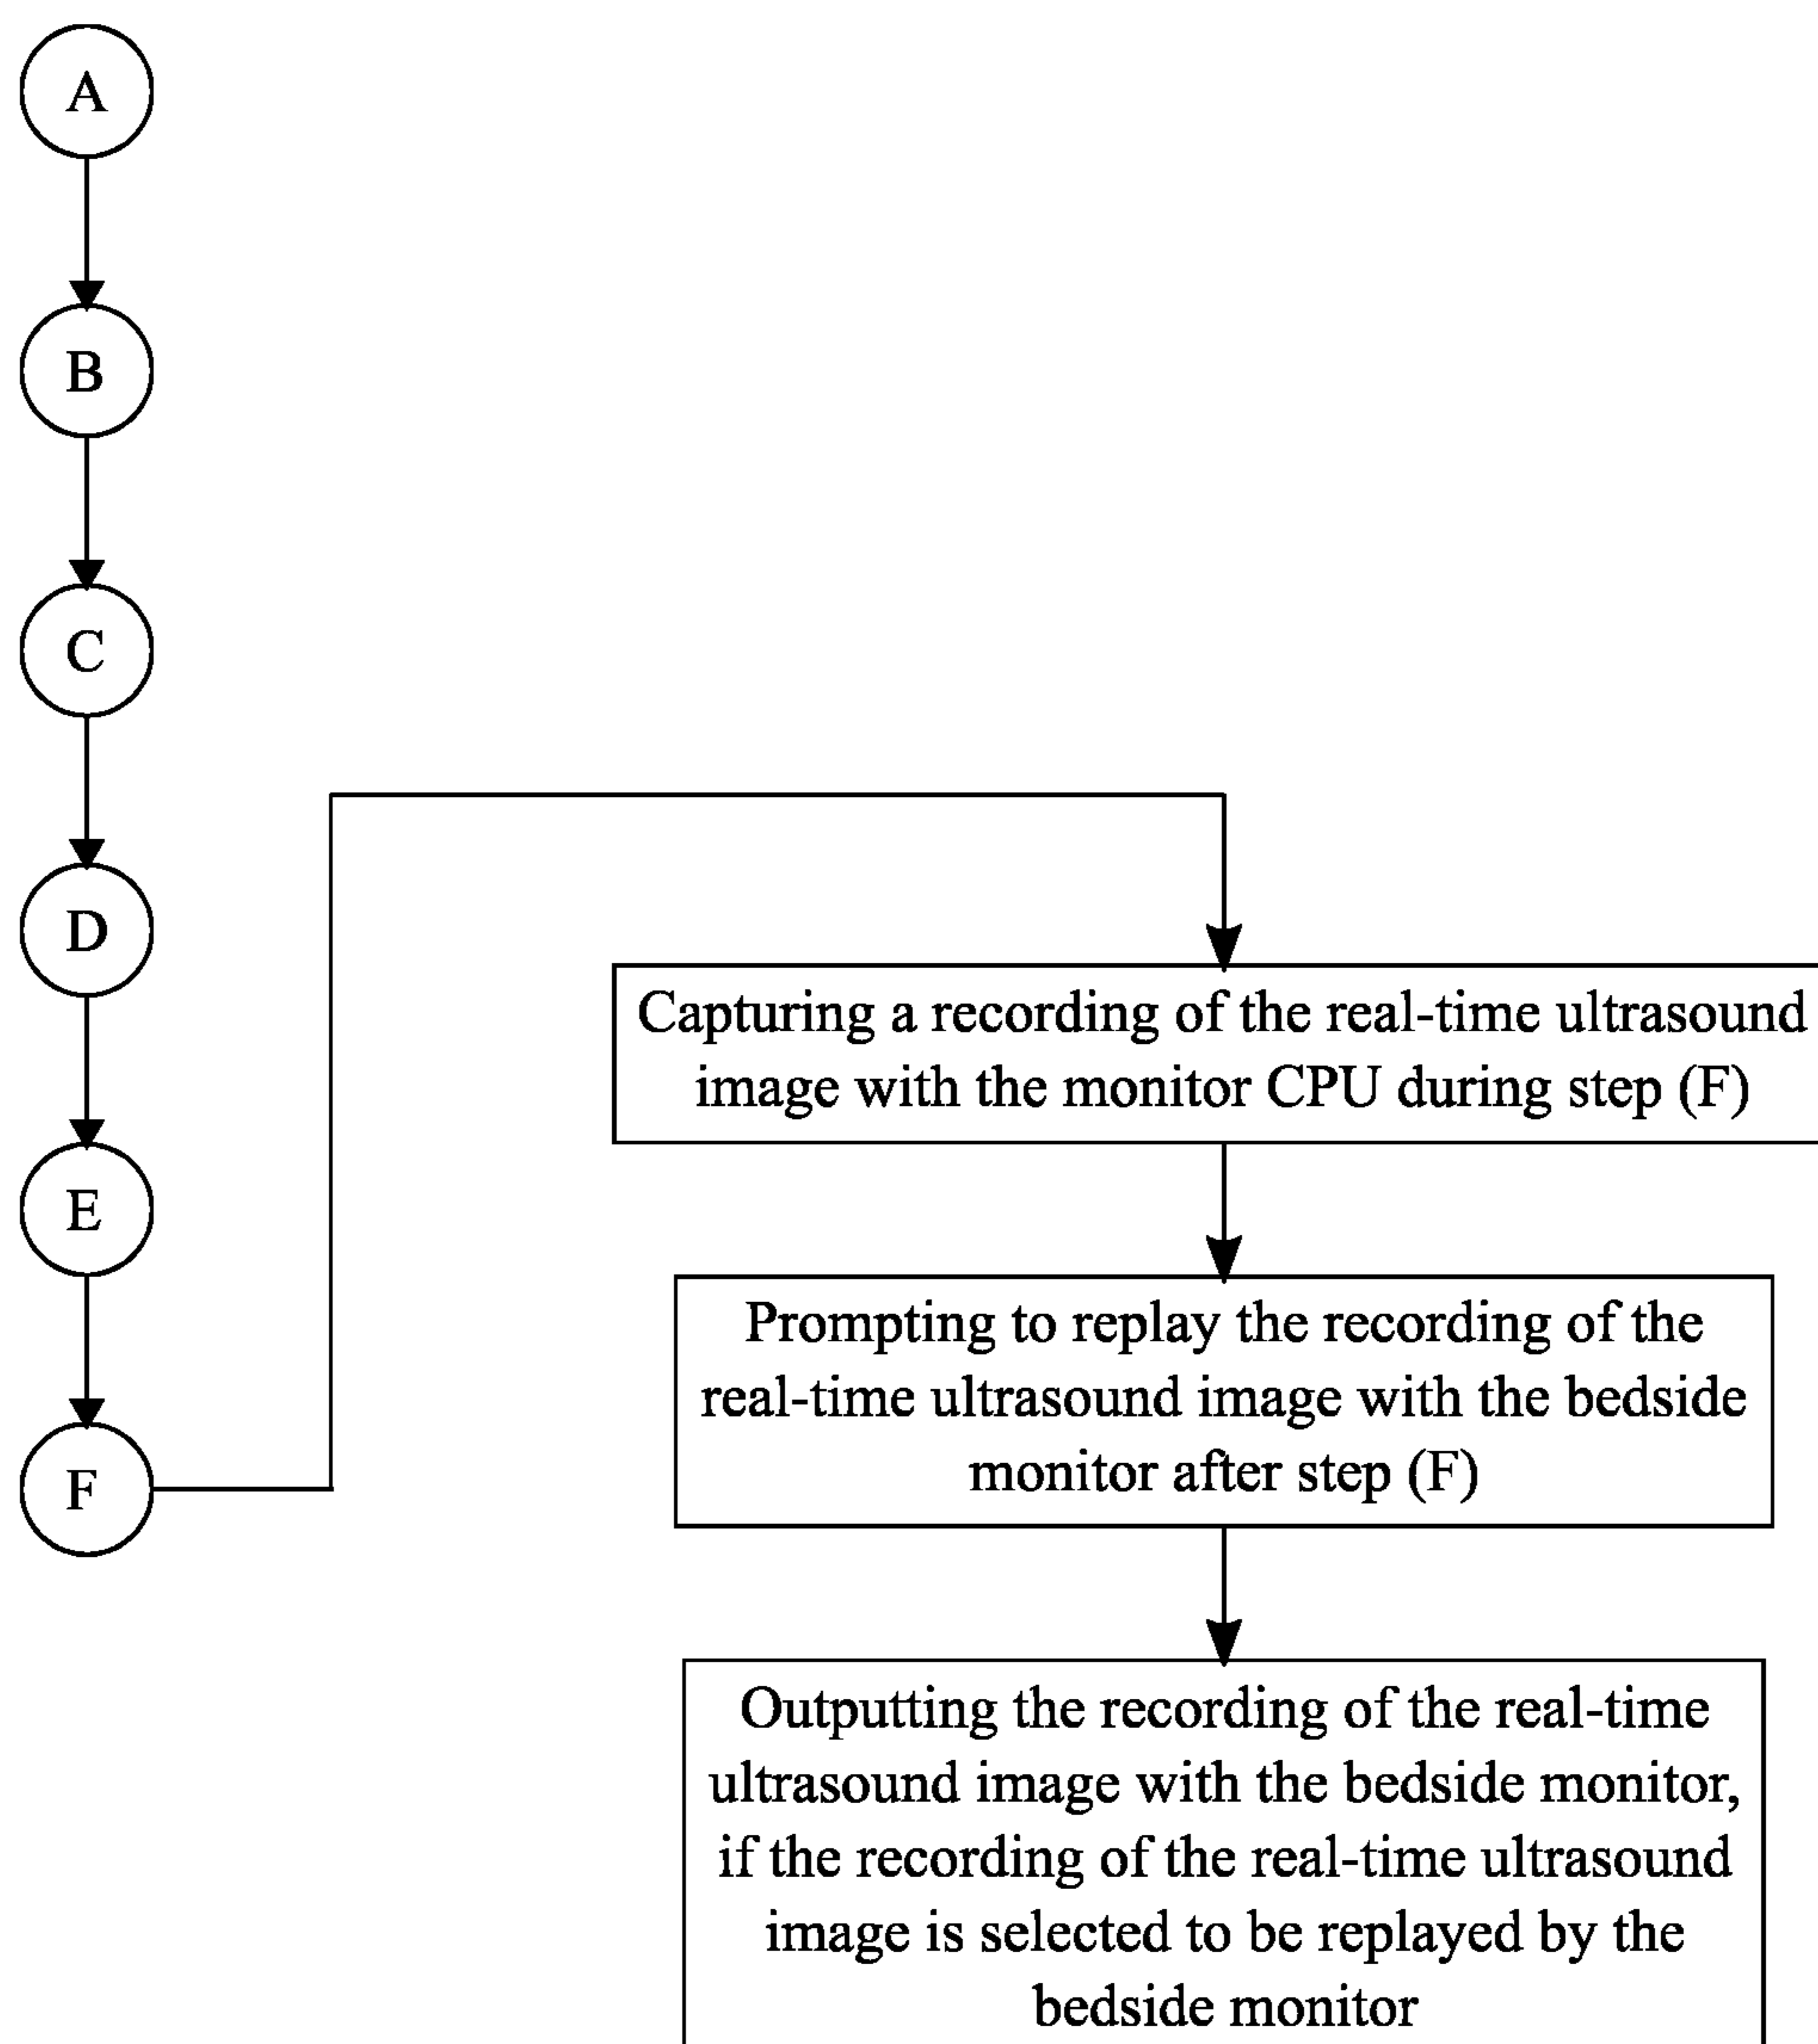 A
B
C
D
E
F
Capturing a recording of the real-time ultrasound
image with the monitor CPU during step (F)
Prompting to replay the recording of the
real-time ultrasound image with the bedside
monitor after step (F)
Outputting the recording of the real-time
ultrasound image with the bedside monitor,
if the recording of the real-time ultrasound
image is selected to be replayed by the
bedside monitor